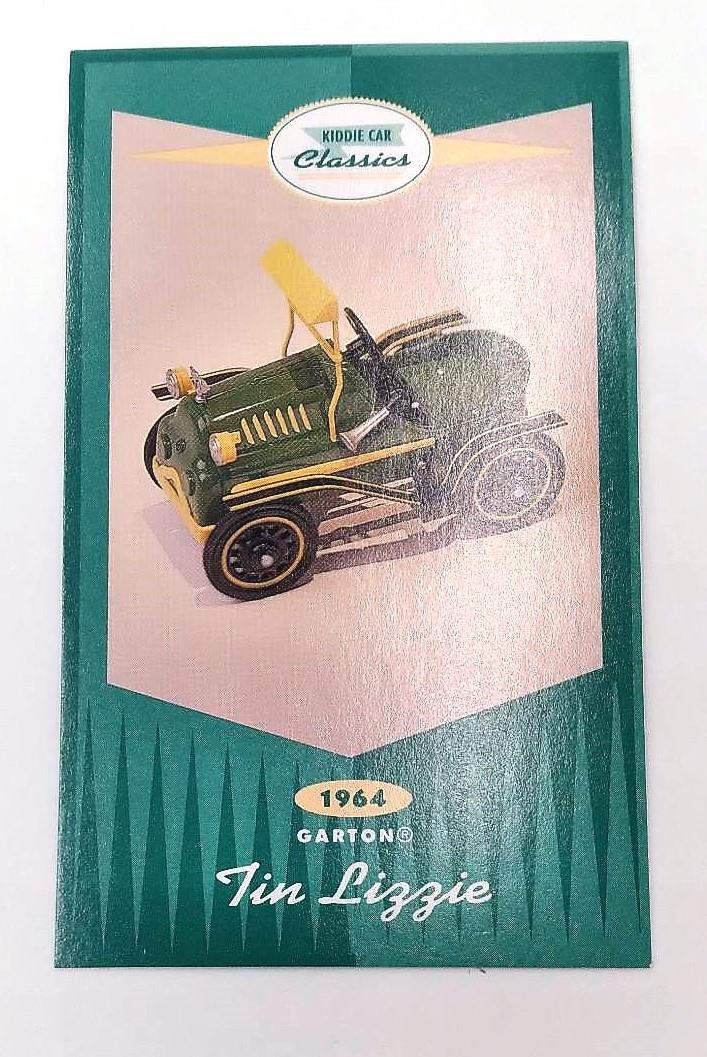 KIDDIE CAR
Classics
1964
GARTON®
Tin Lizzie